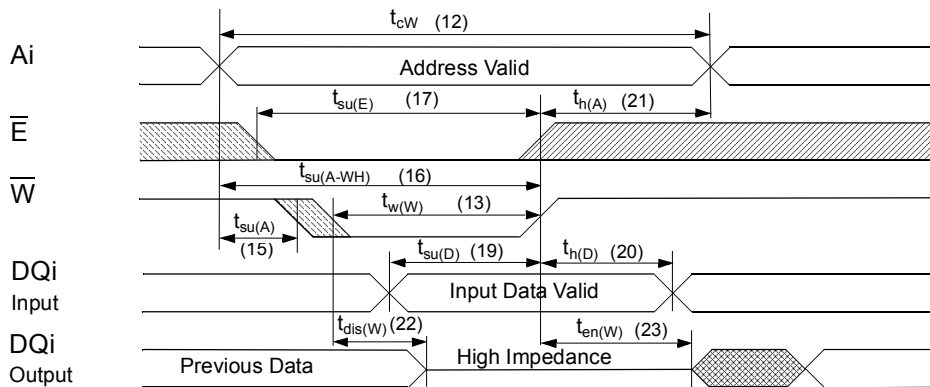 t_cW (12)
Ai
Address Valid
t_su(E) (17) t_h(A) (21)
E̅
t_su(A-WH) (16)
W̅
t_w(W) (13)
t_su(A)
(15)
t_su(D) (19) t_h(D) (20)
DQi
Input
Input Data Valid
t_dis(W) (22) t_en(W) (23)
DQi
Output
Previous Data High Impedance